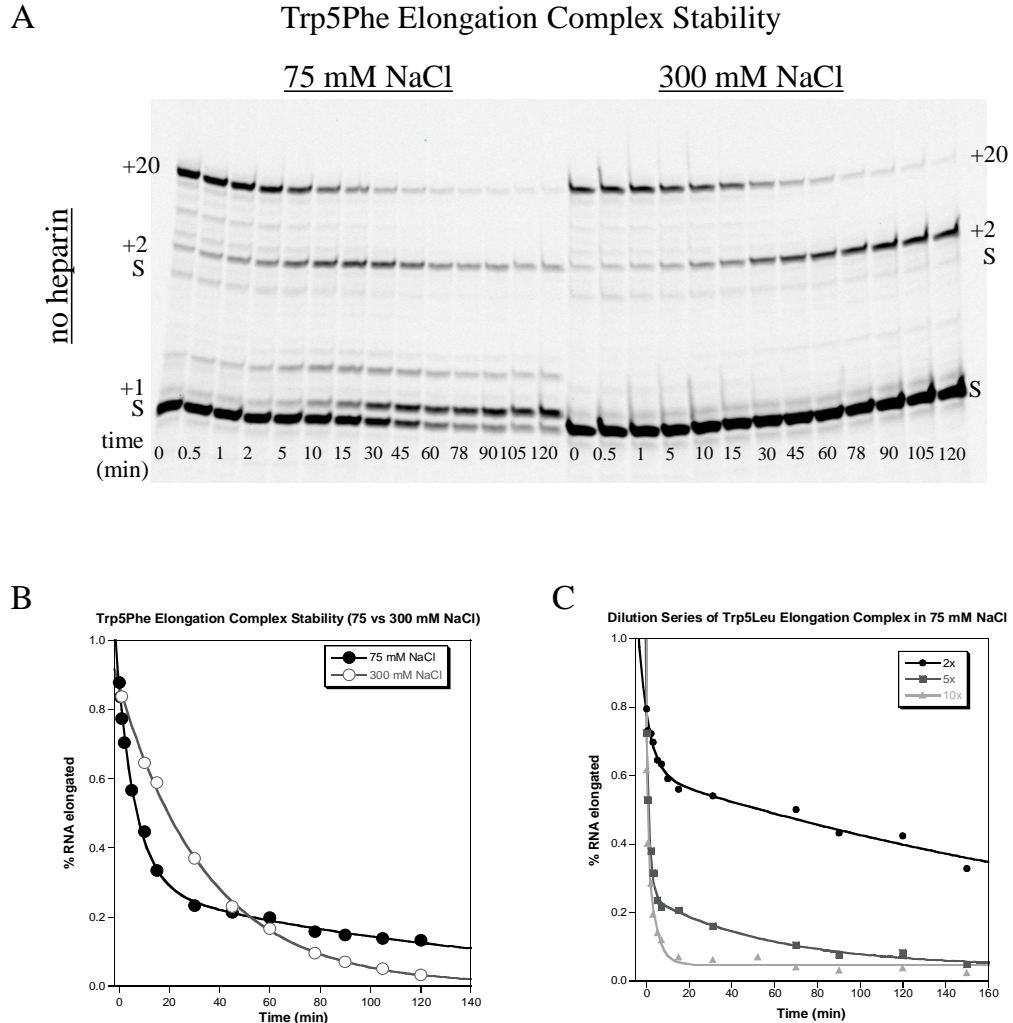 A
Trp5Phe Elongation Complex Stability
75 mM NaCl
300 mM NaCl
no heparin
+20
+2
S
+1
S
+20
+2
S
S
time
(min)
0 0.5 1 2 5 10 15 30 45 60 78 90 105 120
0 0.5 1 5 10 15 30 45 60 78 90 105 120
B
Trp5Phe Elongation Complex Stability (75 vs 300 mM NaCl)
75 mM NaCl
300 mM NaCl
% RNA elongated
1.0
0.8
0.6
0.4
0.2
0.0
0 20 40 60 80 100 120 140
Time (min)
C
Dilution Series of Trp5Leu Elongation Complex in 75 mM NaCl
2x
5x
10x
% RNA elongated
1.0
0.8
0.6
0.4
0.2
0.0
0 20 40 60 80 100 120 140 160
Time (min)